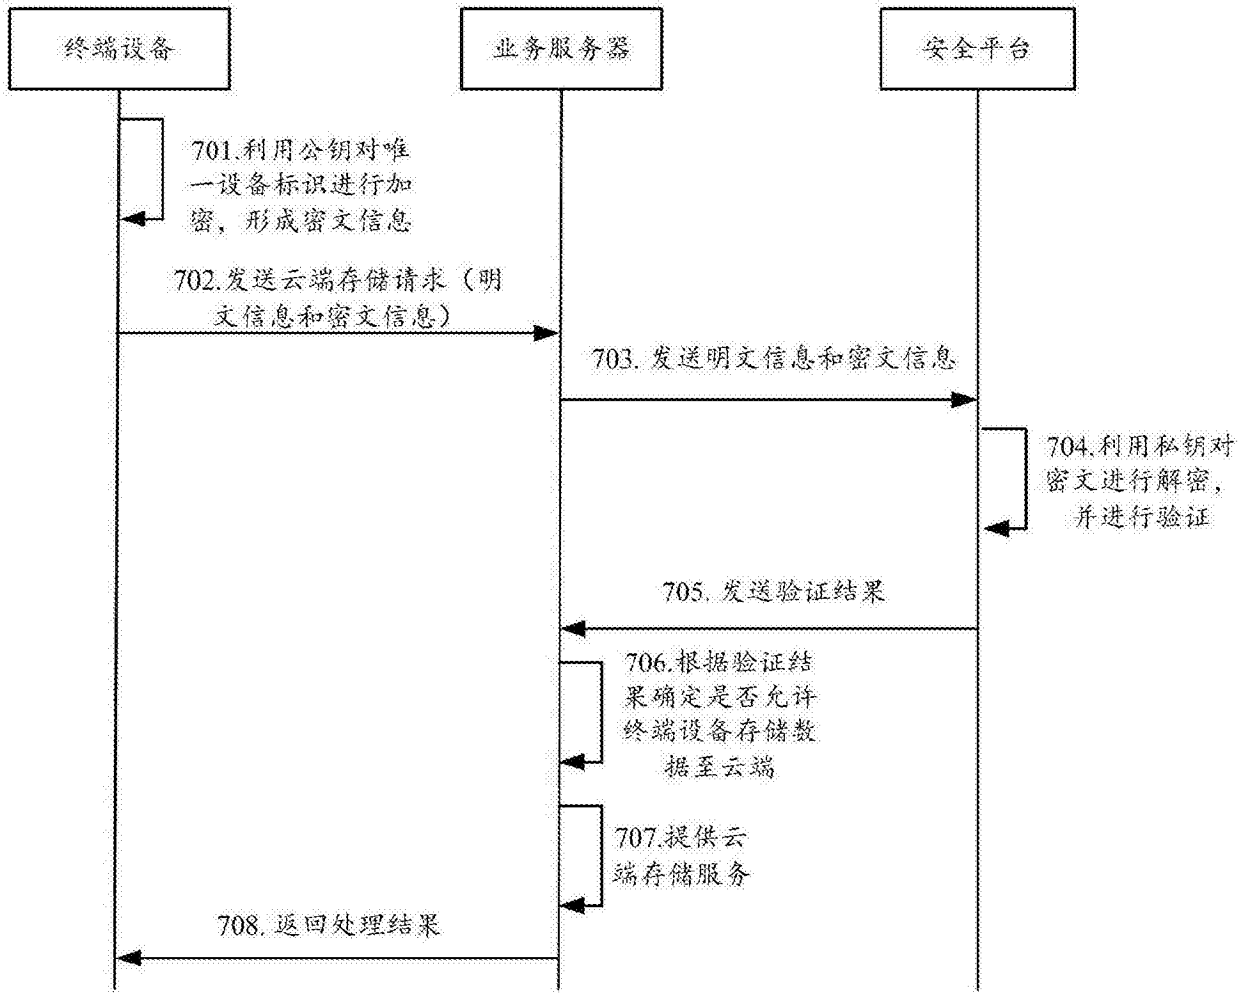 终端设备
业务服务器
安全平台
701.利用公钥对唯
一设备标识进行加
密，形成密文信息
702.发送云端存储请求（明
文信息和密文信息）
703. 发送明文信息和密文信息
704.利用私钥对
密文进行解密，
并进行验证
705. 发送验证结果
706.根据验证结
果确定是否允许
终端设备存储数
据至云端
707.提供云
端存储服务
708. 返回处理结果